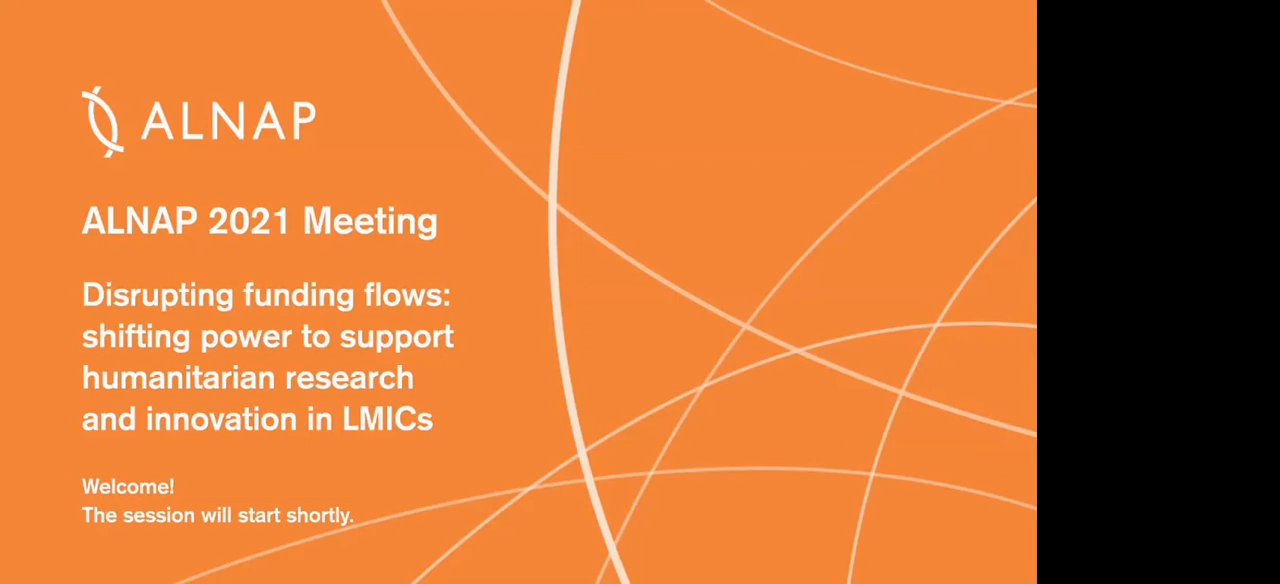 ALNAP
ALNAP 2021 Meeting
Disrupting funding flows:
shifting power to support
humanitarian research
and innovation in LMICs
Welcome!
The session will start shortly.